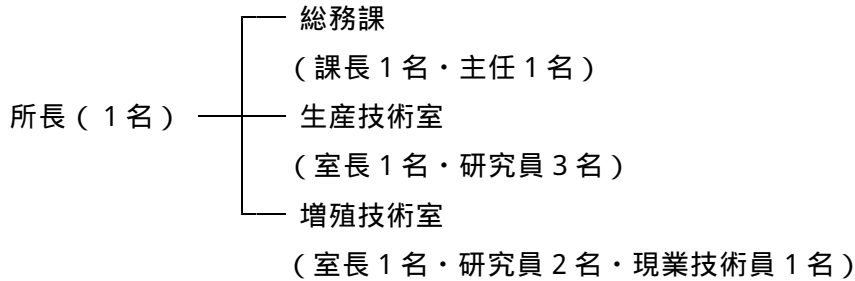 総務課
(課長1名・主任1名)
所長(1名)
生産技術室
(室長1名・研究員3名)
増殖技術室
(室長1名・研究員2名・現業技術員1名)